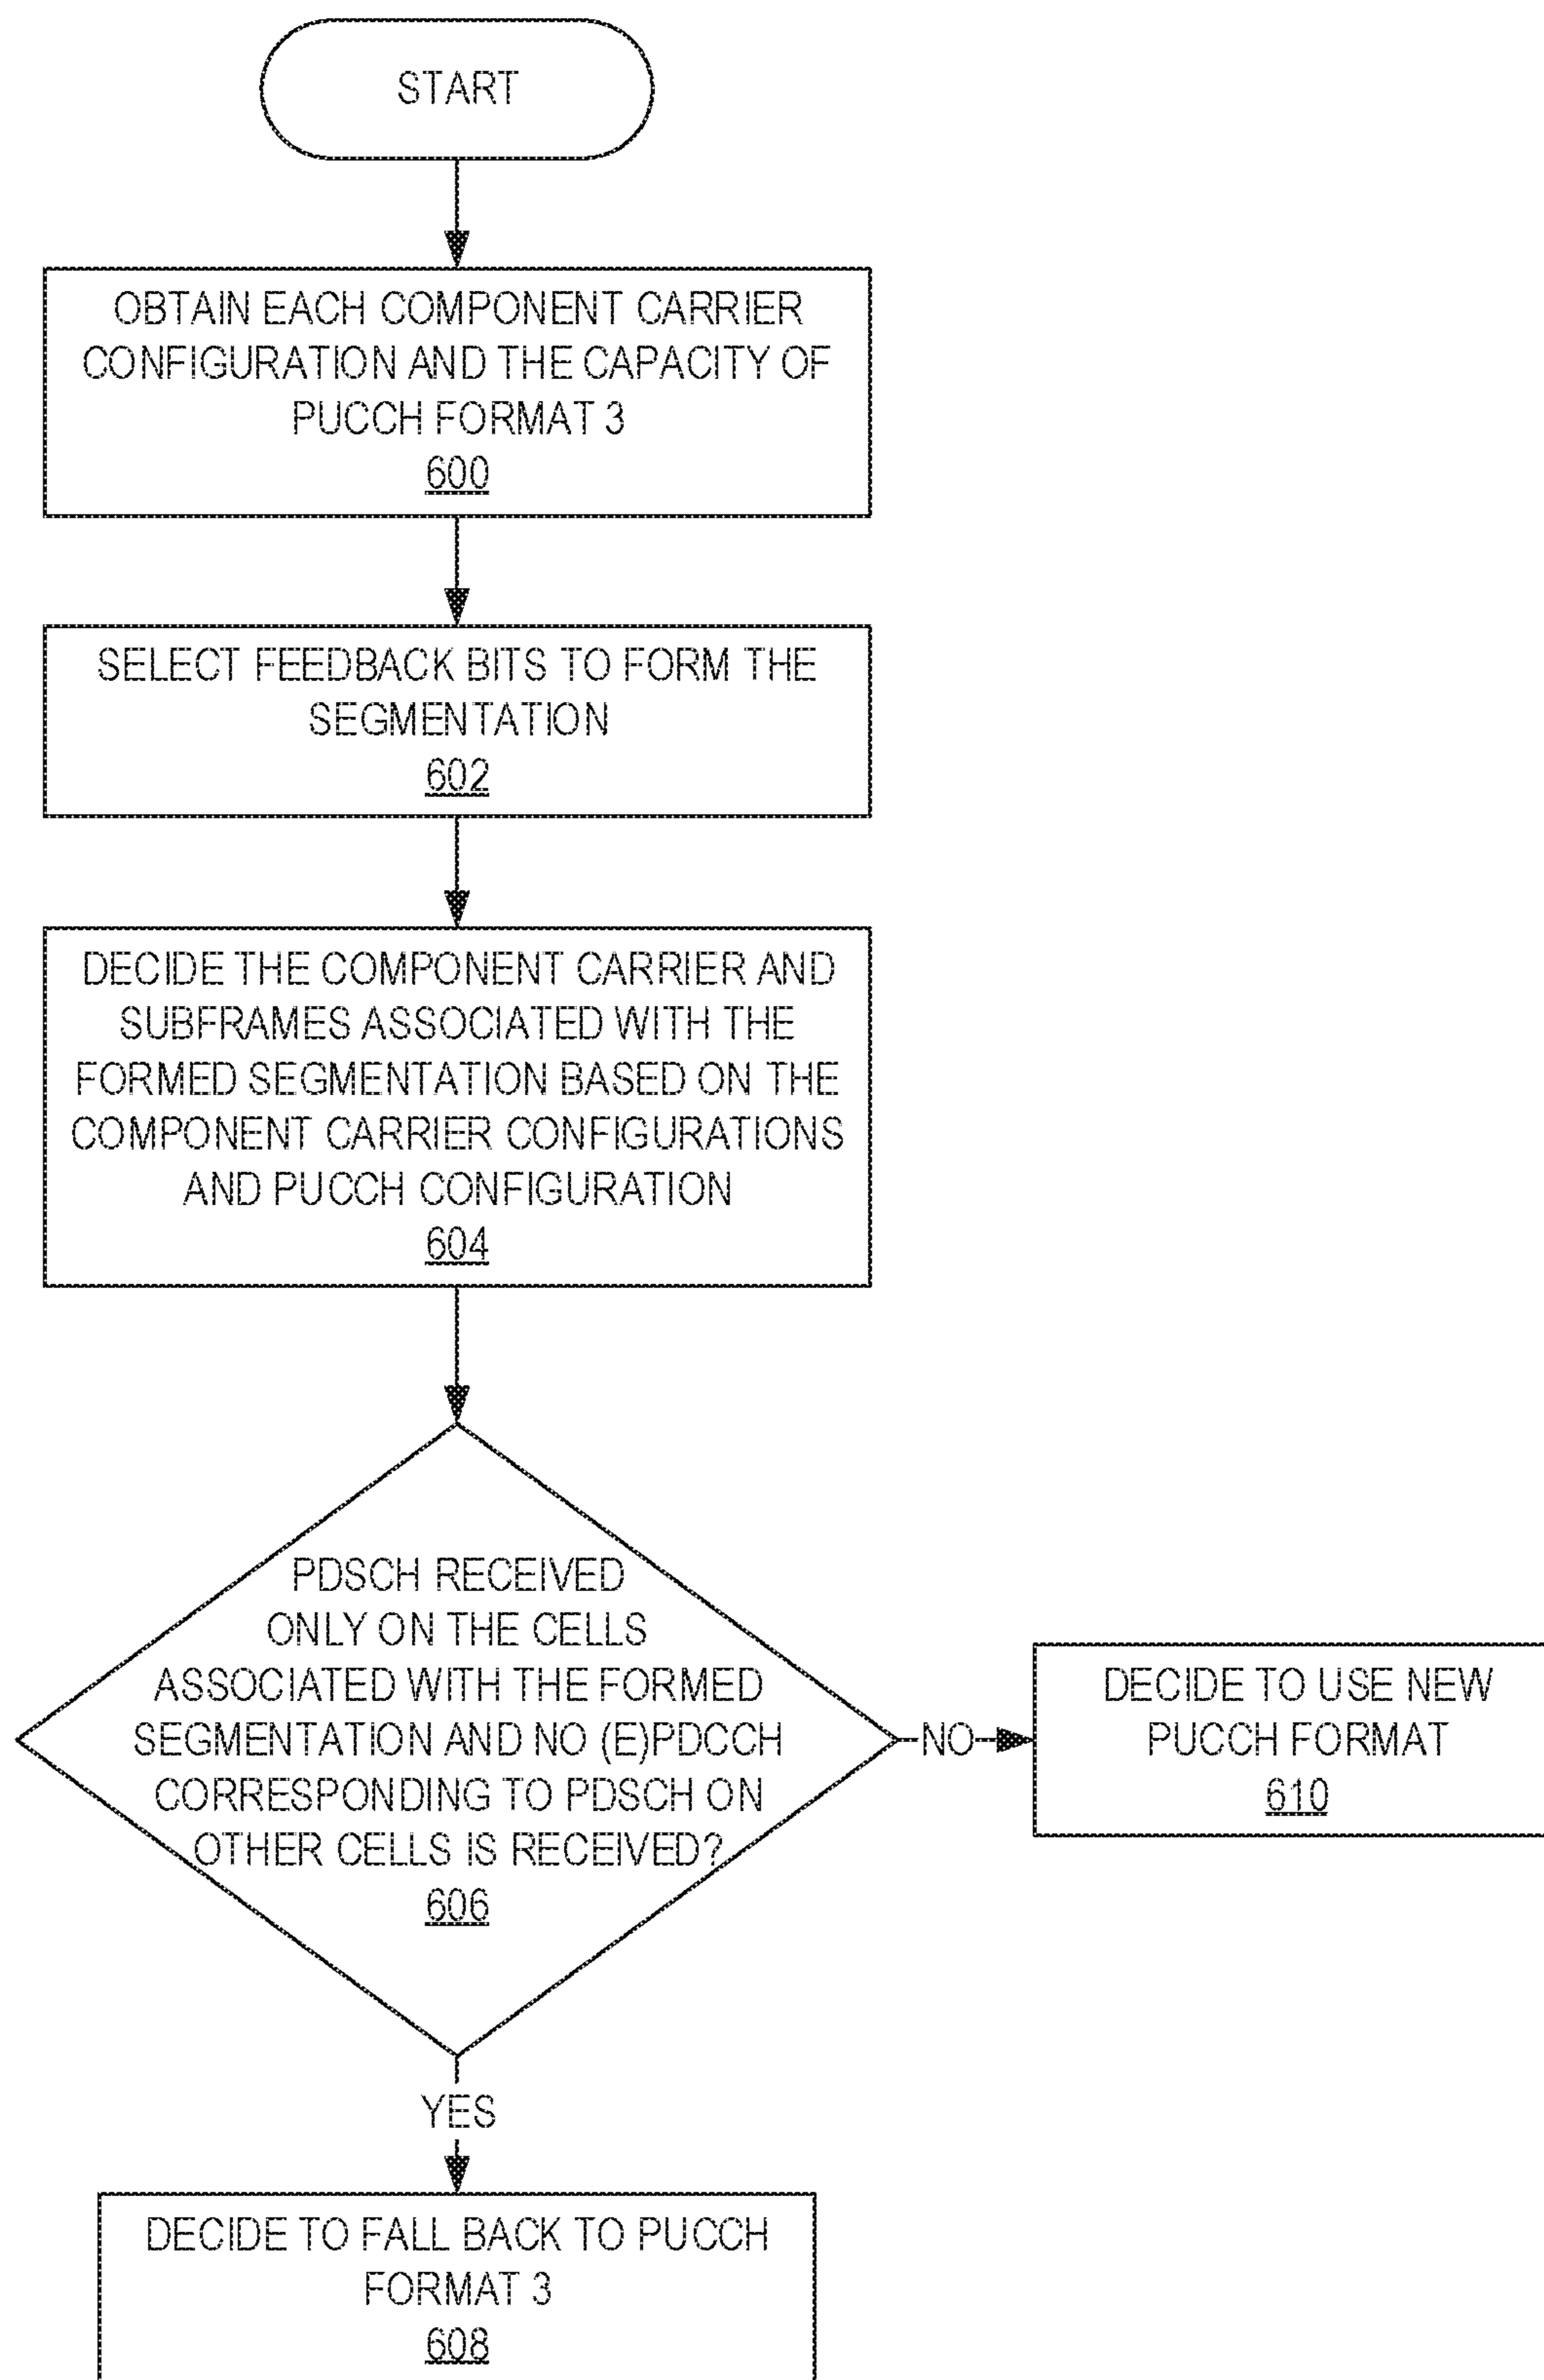 START
OBTAIN EACH COMPONENT CARRIER
CONFIGURATION AND THE CAPACITY OF
PUCCH FORMAT 3
600
SELECT FEEDBACK BITS TO FORM THE
SEGMENTATION
602
DECIDE THE COMPONENT CARRIER AND
SUBFRAMES ASSOCIATED WITH THE
FORMED SEGMENTATION BASED ON THE
COMPONENT CARRIER CONFIGURATIONS
AND PUCCH CONFIGURATION
604
PDSCH RECEIVED
ONLY ON THE CELLS
ASSOCIATED WITH THE FORMED
SEGMENTATION AND NO (E)PDCCH
CORRESPONDING TO PDSCH ON
OTHER CELLS IS RECEIVED?
606
NO
DECIDE TO USE NEW
PUCCH FORMAT
610
YES
DECIDE TO FALL BACK TO PUCCH
FORMAT 3
608